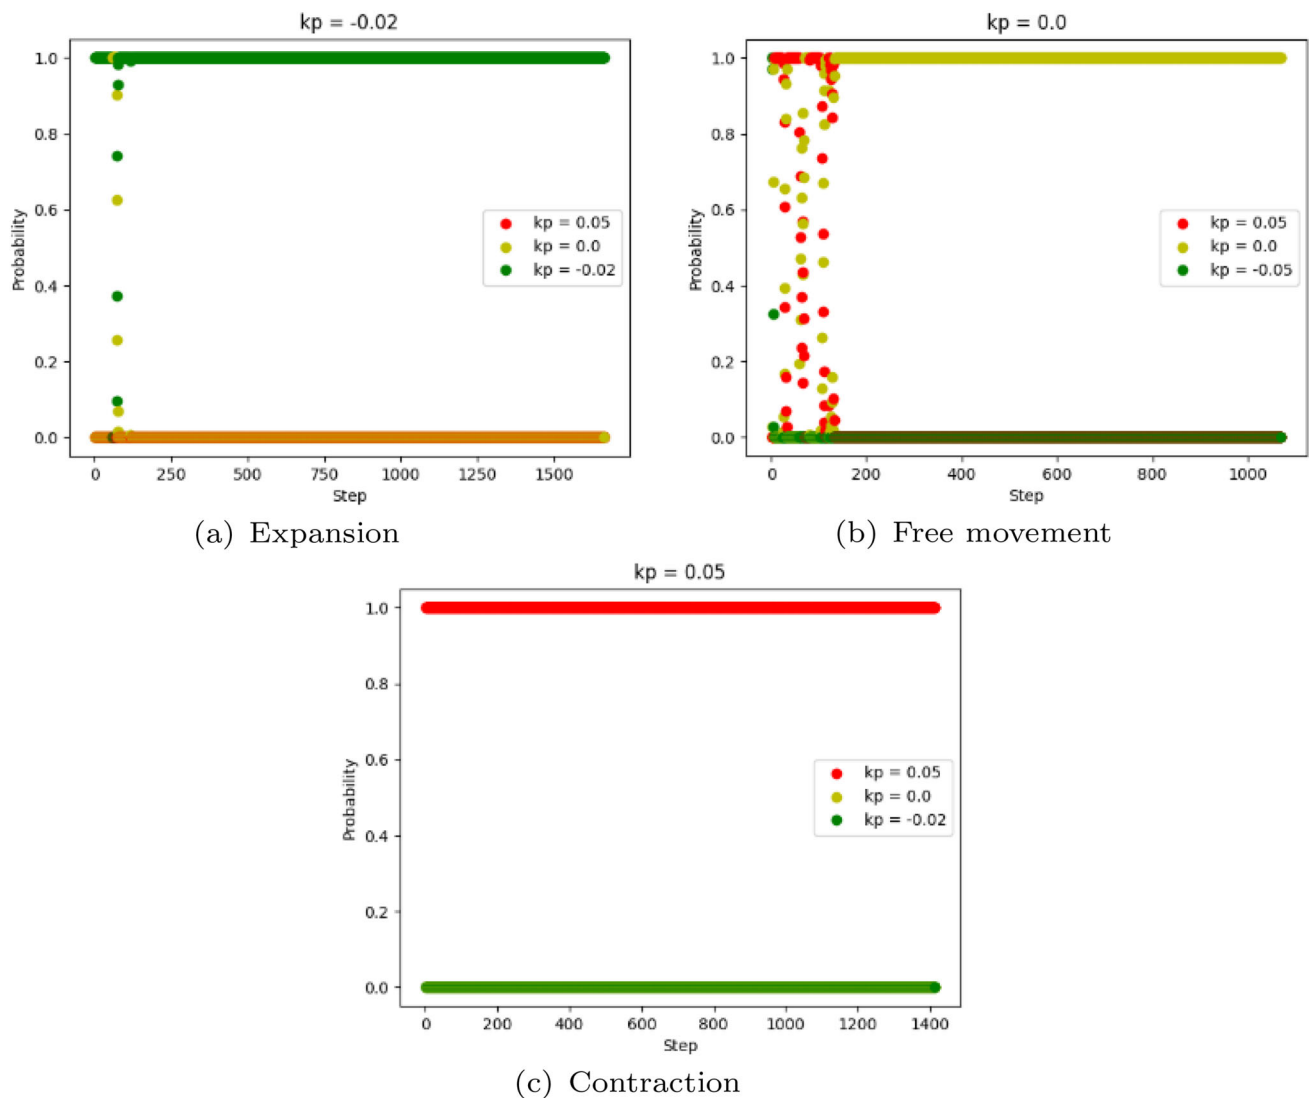 kp = -0.02
1.0
0.8
0.6
0.4
0.2
0.0
Probability
kp = 0.05
kp = 0.0
kp = -0.02
0 250 500 750 1000 1250 1500
Step
(a) Expansion
kp = 0.0
1.0
0.8
0.6
0.4
0.2
0.0
Probability
kp = 0.05
kp = 0.0
kp = -0.05
0 200 400 600 800 1000
Step
(b) Free movement
kp = 0.05
1.0
0.8
0.6
0.4
0.2
0.0
Probability
kp = 0.05
kp = 0.0
kp = -0.02
0 200 400 600 800 1000 1200 1400
Step
(c) Contraction